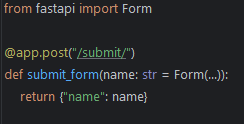 from fastapi import Form
@app.post("/submit/")
def submit_form(name: str = Form(...)):
    return {"name": name}